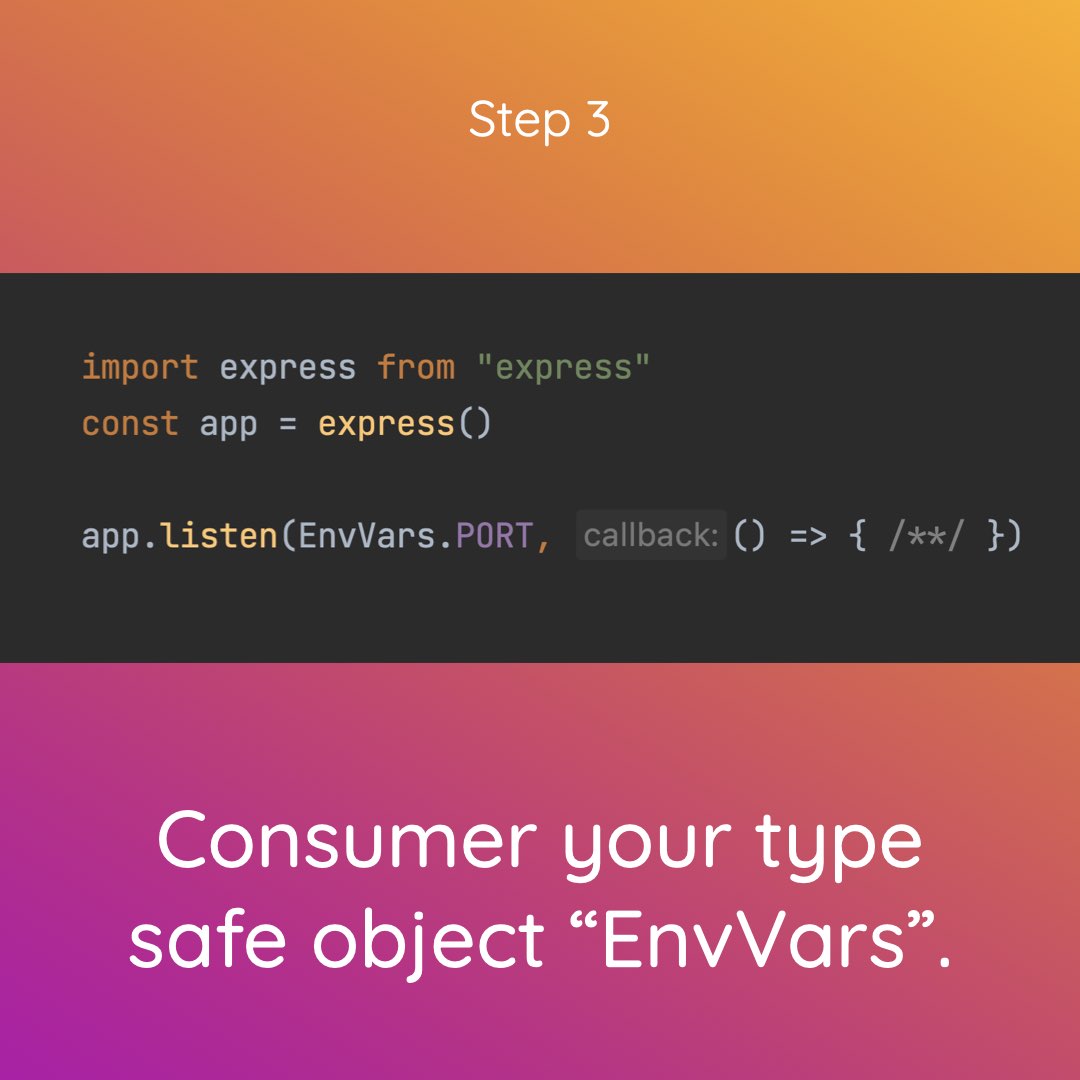 Step 3
import express from "express"
const app = express()
app.listen(EnvVars.PORT, callback: () => { /**/ })
Consumer your type
safe object “EnvVars”.